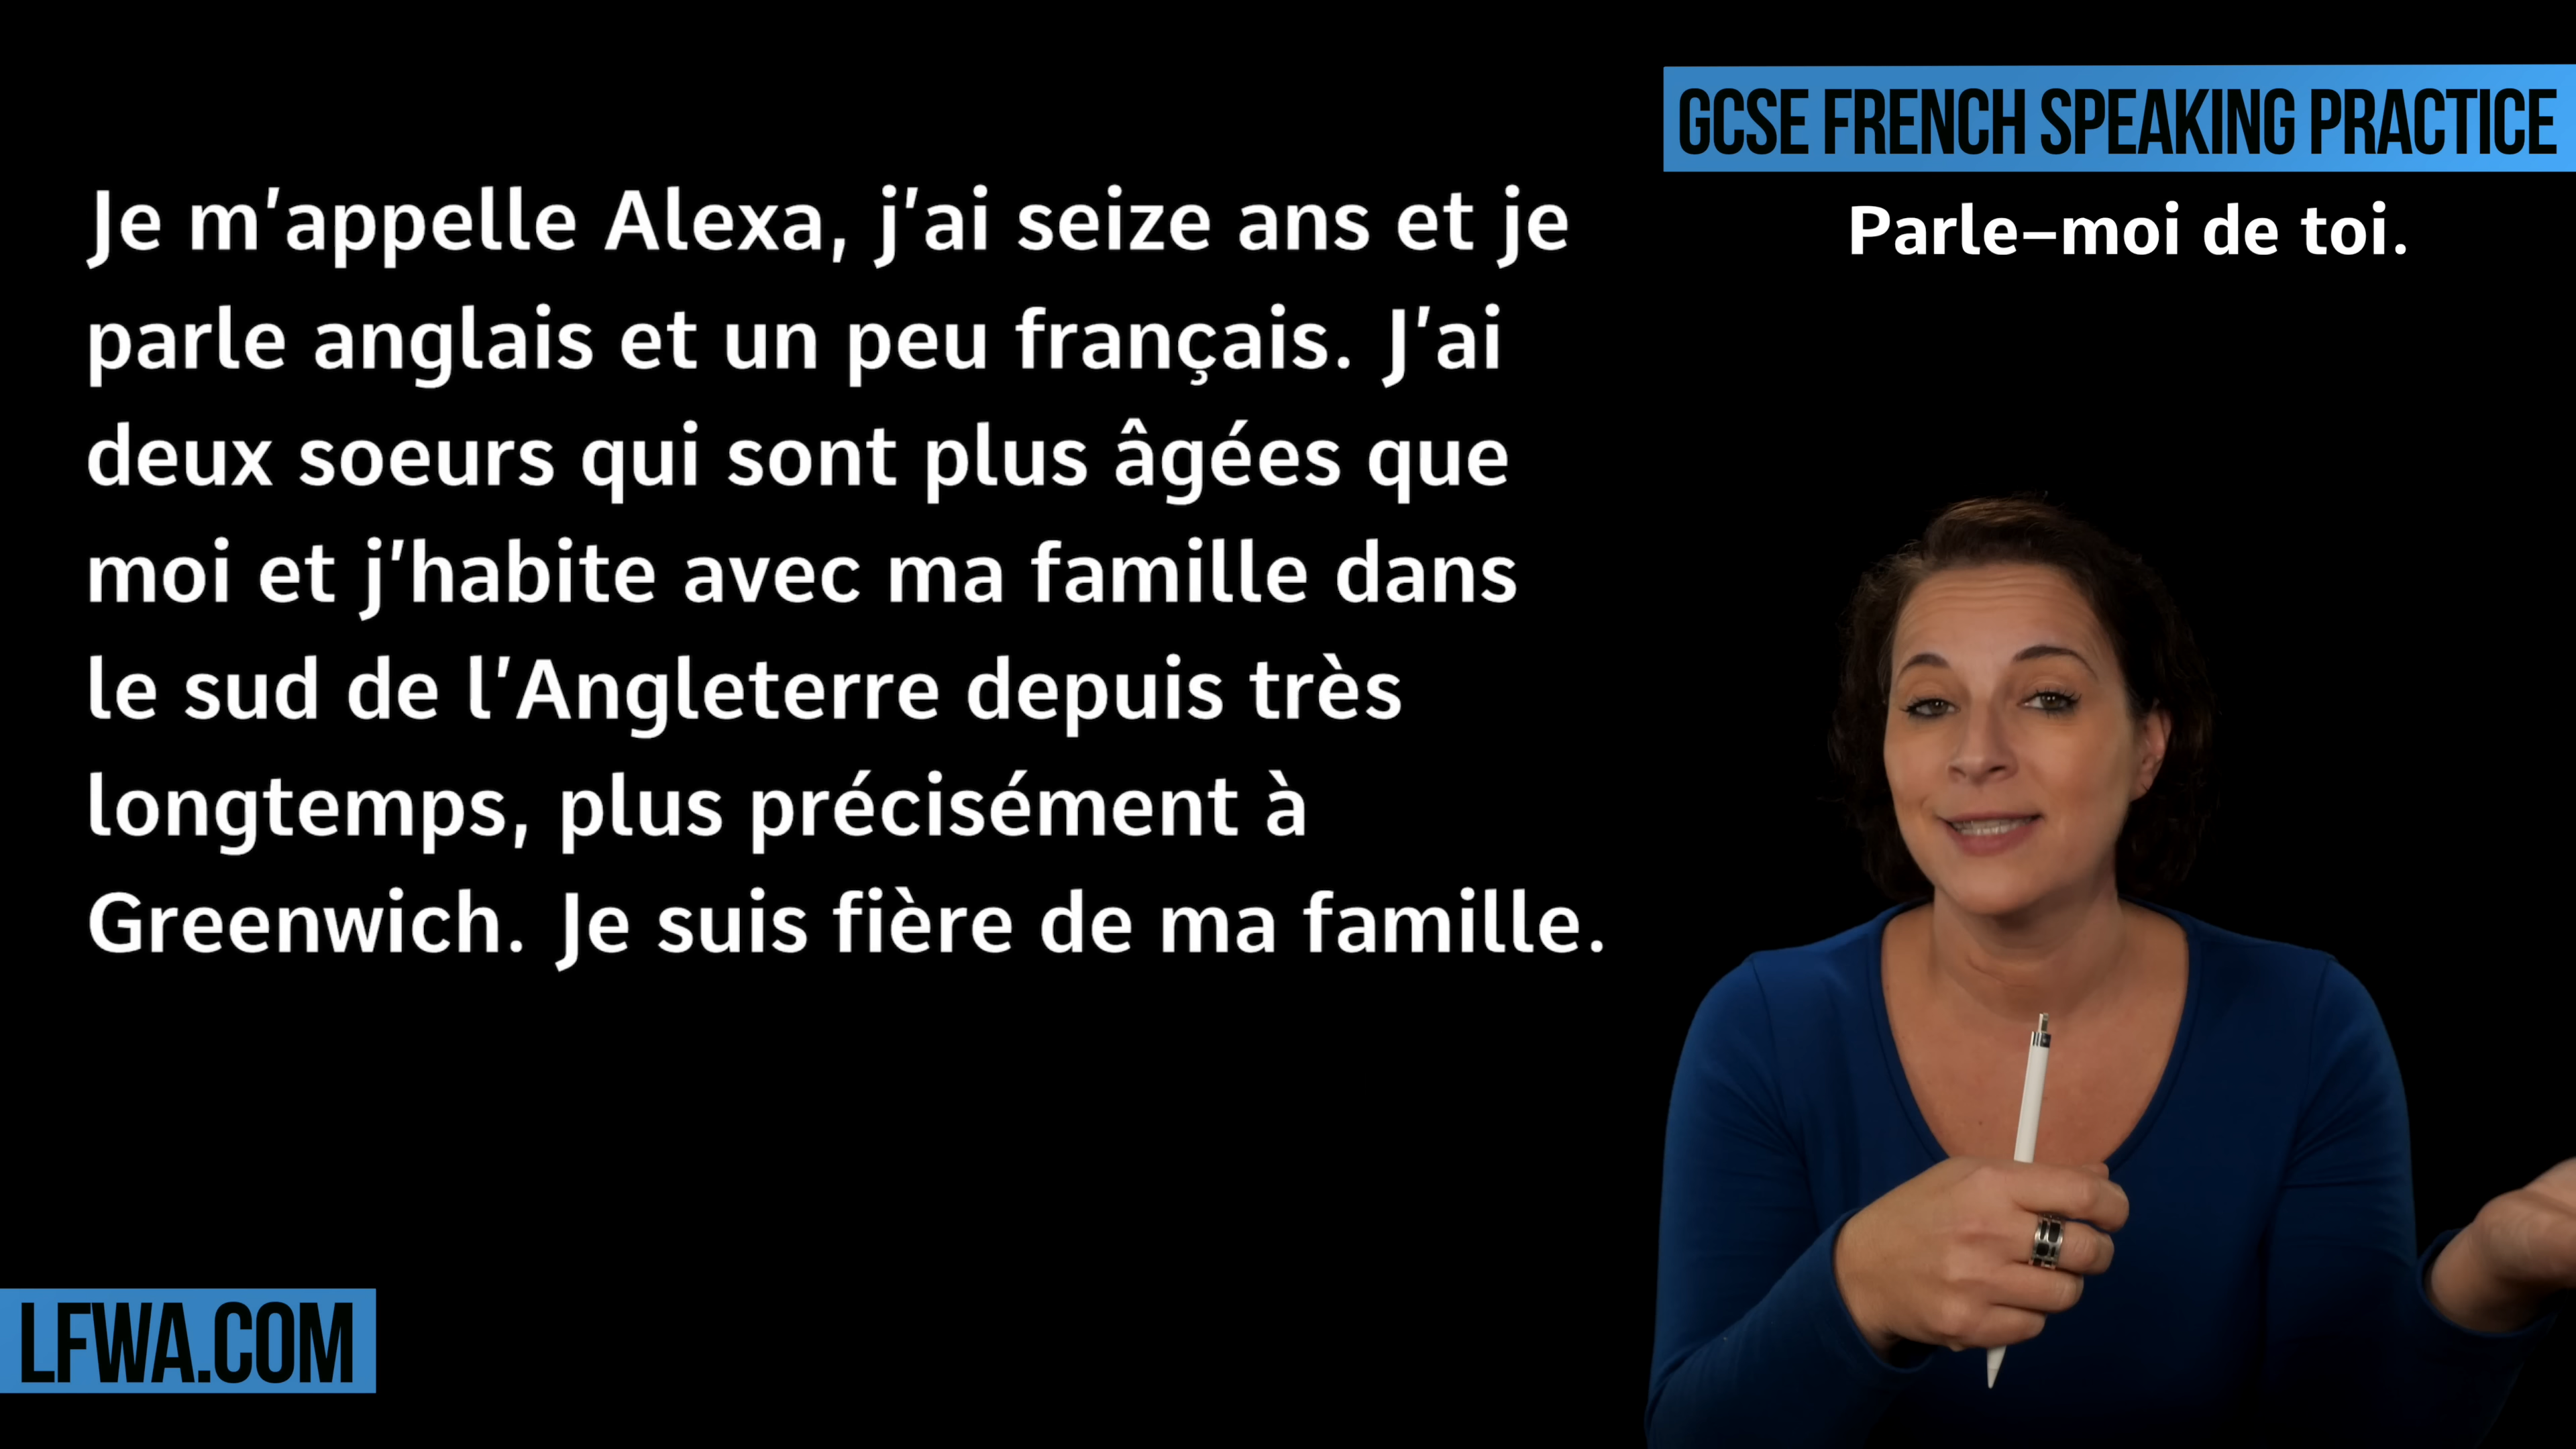 GCSE FRENCH SPEAKING PRACTICE
Parle-moi de toi.
Je m'appelle Alexa, j'ai seize ans et je
parle anglais et un peu français. J'ai
deux soeurs qui sont plus âgées que
moi et j'habite avec ma famille dans
le sud de l'Angleterre depuis très
longtemps, plus précisément à
Greenwich. Je suis fière de ma famille.
LFWA.COM